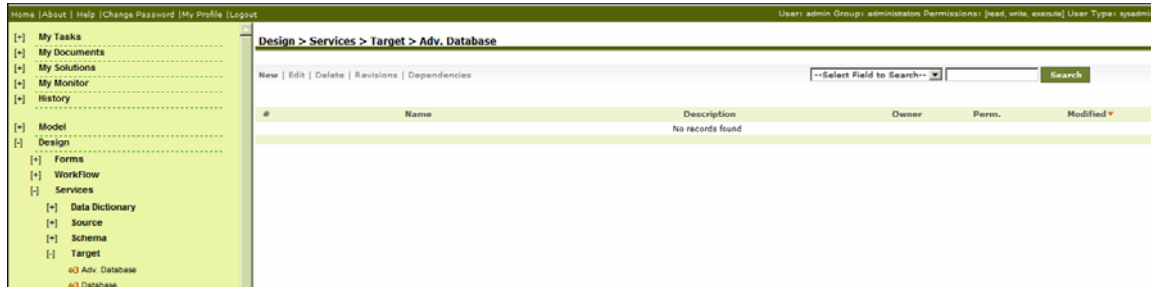 Home |About | Help |Change Password |My Profile |Logout
User: admin Group: administrators Permissions: [read, write, execute] User Type: sysadmi
[+] My Tasks
[+] My Documents
[+] My Solutions
[+] My Monitor
[+] History
[+] Model
[-] Design
[+] Forms
[+] WorkFlow
[-] Services
[+] Data Dictionary
[+] Source
[+] Schema
[-] Target
Adv. Database
Database
Design > Services > Target > Adv. Database
New | Edit | Delete | Revisions | Dependencies
--Select Field to Search-- Search
# Name Description Owner Perm. Modified
No records found